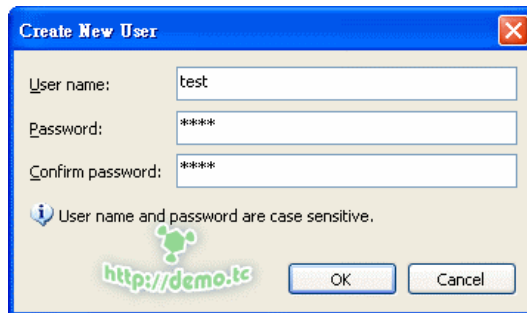 Create New User
User name:
test
Password:
****
Confirm password:
****
User name and password are case sensitive.
http://demo.tc
OK
Cancel